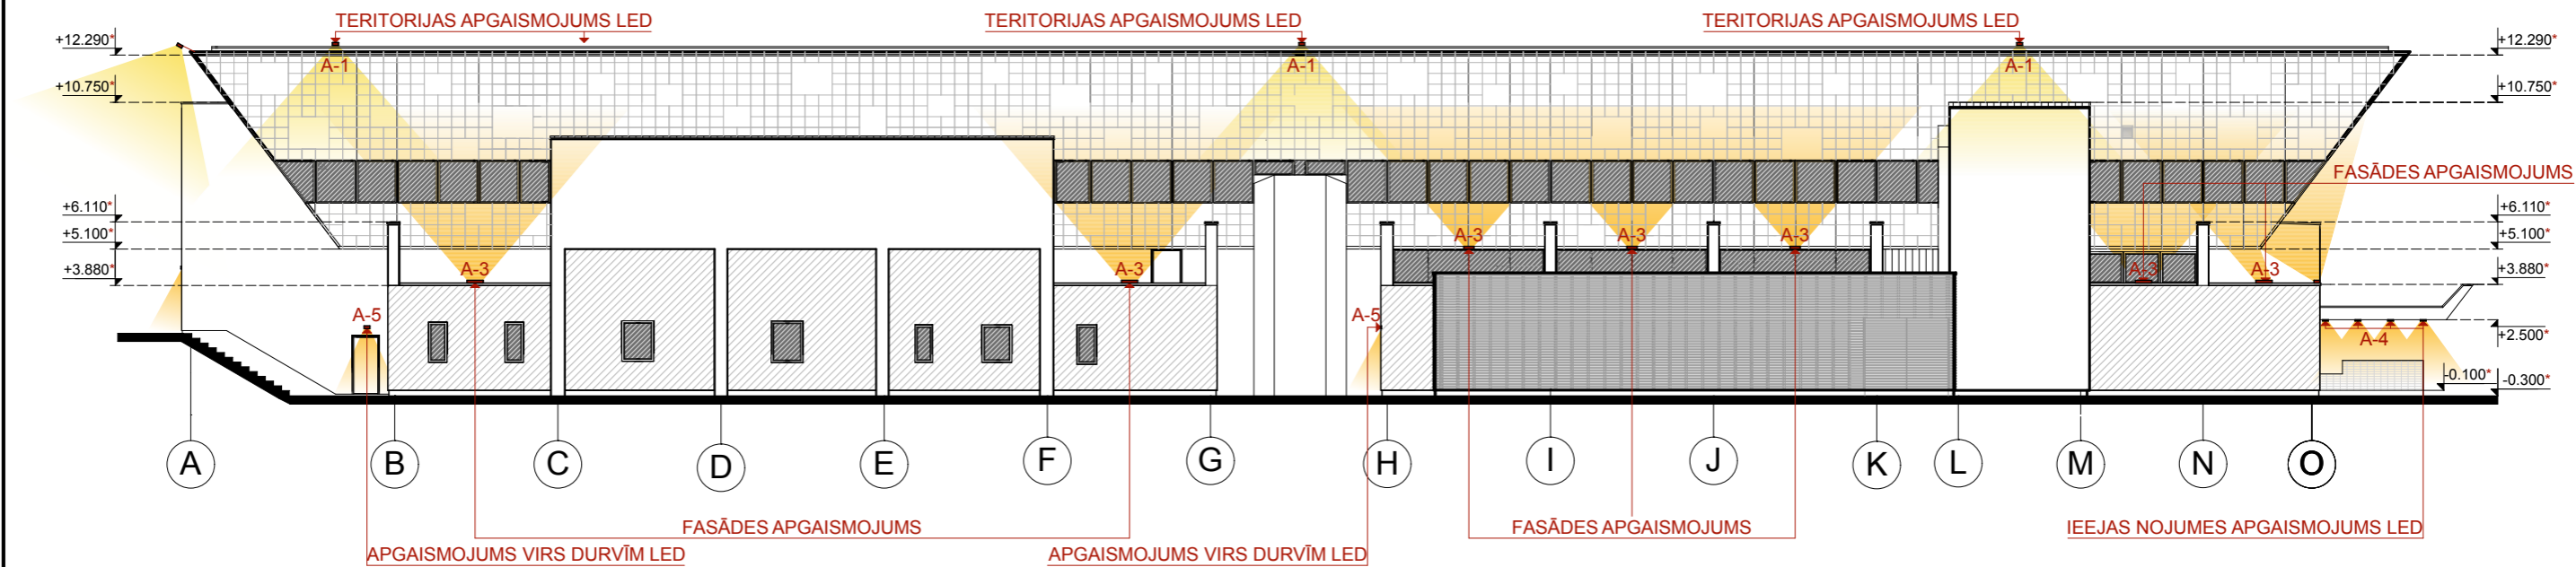 TERITORIJAS APGAISMOJUMS LED
TERITORIJAS APGAISMOJUMS LED
TERITORIJAS APGAISMOJUMS LED
+12.290*
+12.290*
A-1
A-1
A-1
+10.750*
+10.750*
FASĀDES APGAISMOJUMS
+6.110*
+6.110*
+5.100*
+5.100*
A-3
A-3
A-3
+3.880*
+3.880*
A-3
A-3
A-3
A-3
A-5
A-5
A-4
+2.500*
-0.100*
-0.300*
A
B
C
D
E
F
G
H
I
J
K
L
M
N
O
FASĀDES APGAISMOJUMS
FASĀDES APGAISMOJUMS
IEEJAS NOJUMES APGAISMOJUMS LED
APGAISMOJUMS VIRS DURVĪM LED
APGAISMOJUMS VIRS DURVĪM LED